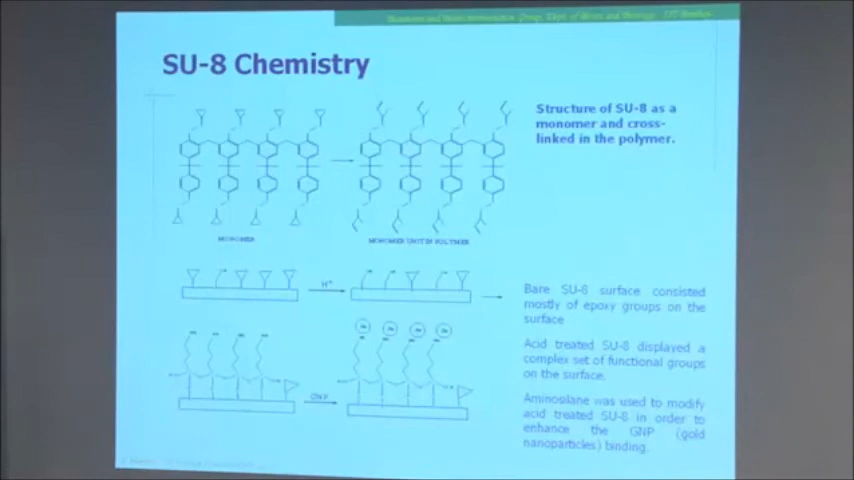 SU-8 Chemistry
Structure of SU-8 as a
monomer and cross-
linked in the polymer.
MONOMER
MONOMER UNIT IN POLYMER
H⁺
Bare SU-8 surface consisted
mostly of epoxy groups on the
surface
GNP
Acid treated SU-8 displayed a
complex set of functional groups
on the surface.
Aminosilane was used to modify
acid treated SU-8 in order to
enhance the GNP (gold
nanoparticles) binding.